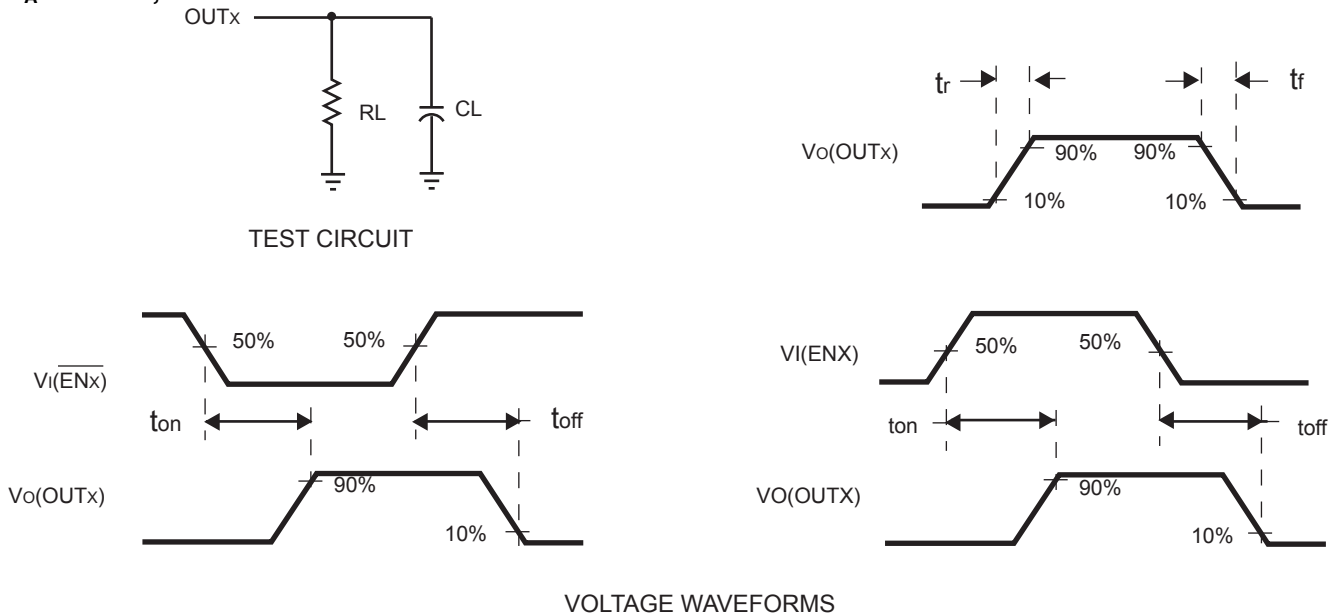 OUTx
RL
CL
TEST CIRCUIT
tr
tf
VO(OUTx)
90%
90%
10%
10%
VI(ENx)
50%
50%
ton
toff
VO(OUTx)
90%
10%
VI(ENX)
50%
50%
ton
toff
VO(OUTX)
90%
10%
VOLTAGE WAVEFORMS